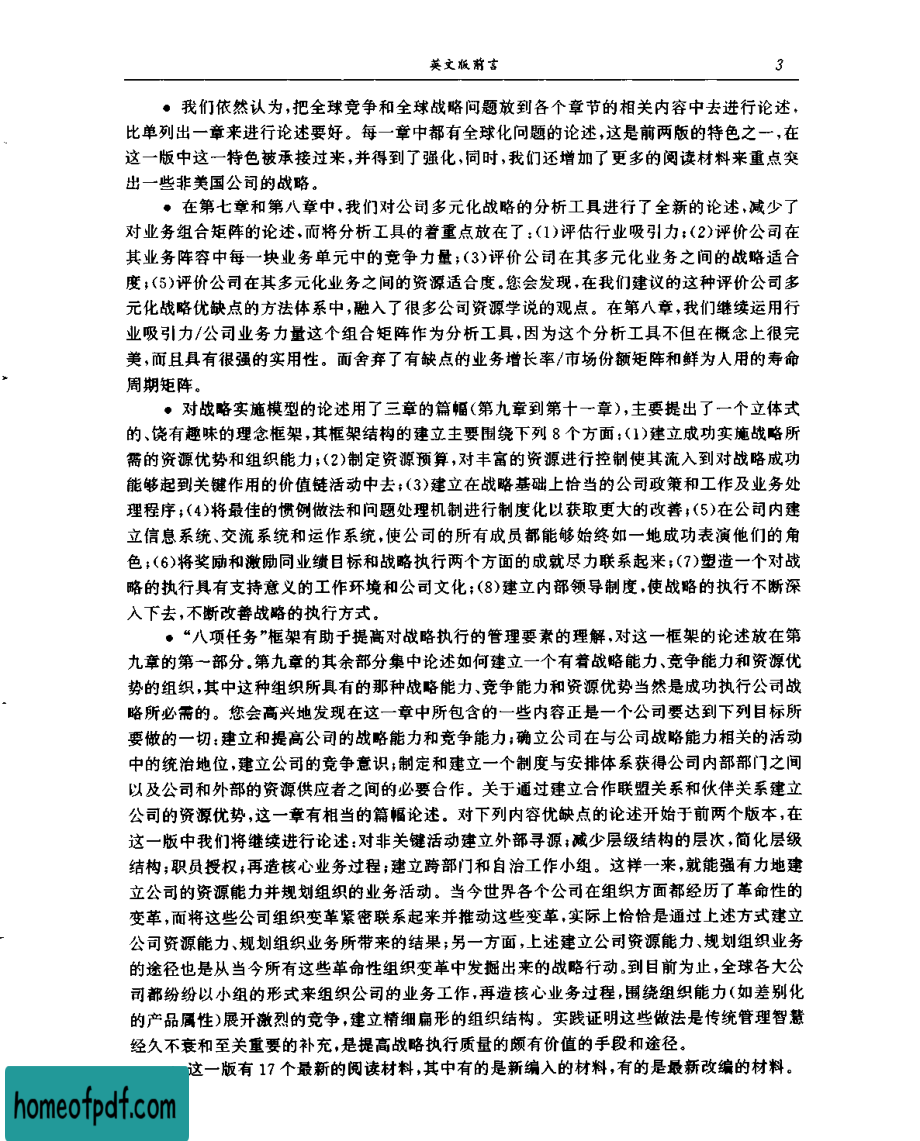 英文版前言 3
● 我们依然认为,把全球竞争和全球战略问题放到各个章节的相关内容中去进行论述,
比单列出一章来进行论述要好。每一章中都有全球化问题的论述,这是前两版的特色之一,在
这一版中这一特色被承接过来,并得到了强化,同时,我们还增加了更多的阅读材料来重点突
出一些非美国公司的战略。
● 在第七章和第八章中,我们对公司多元化战略的分析工具进行了全新的论述,减少了
对业务组合矩阵的论述,而将分析工具的着重点放在了:(1)评估行业吸引力;(2)评价公司在
其业务阵容中每一块业务单元中的竞争力量;(3)评价公司在其多元化业务之间的战略适合
度;(5)评价公司在其多元化业务之间的资源适合度。您会发现,在我们建议的这种评价公司多
元化战略优缺点的方法体系中,融入了很多公司资源学说的观点。在第八章,我们继续运用行
业吸引力/公司业务力量这个组合矩阵作为分析工具,因为这个分析工具不但在概念上很完
美,而且具有很强的实用性。而舍弃了有缺点的业务增长率/市场份额矩阵和鲜为人用的寿命
周期矩阵。
● 对战略实施模型的论述用了三章的篇幅(第九章到第十一章),主要提出了一个立体式
的、饶有趣味的理念框架,其框架结构的建立主要围绕下列 8 个方面:(1)建立成功实施战略所
需的资源优势和组织能力;(2)制定资源预算,对丰富的资源进行控制使其流入到对战略成功
能够起到关键作用的价值链活动中去;(3)建立在战略基础上恰当的公司政策和工作及业务处
理程序;(4)将最佳的惯例做法和问题处理机制进行制度化以获取更大的改善;(5)在公司内建
立信息系统、交流系统和运作系统,使公司的所有成员都能够始终如一地成功表演他们的角
色;(6)将奖励和激励同业绩目标和战略执行两个方面的成就尽力联系起来;(7)塑造一个对战
略的执行具有支持意义的工作环境和公司文化;(8)建立内部领导制度,使战略的执行不断深
入下去,不断改善战略的执行方式。
● “八项任务”框架有助于提高对战略执行的管理要素的理解,对这一框架的论述放在第
九章的第一部分。第九章的其余部分集中论述如何建立一个有着战略能力、竞争能力和资源优
势的组织,其中这种组织所具有的那种战略能力、竞争能力和资源优势当然是成功执行公司战
略所必需的。您会高兴地发现在这一章中所包含的一些内容正是一个公司要达到下列目标所
要做的一切:建立和提高公司的战略能力和竞争能力;确立公司在与公司战略能力相关的活动
中的统治地位,建立公司的竞争意识;制定和建立一个制度与安排体系获得公司内部部门之间
以及公司和外部的资源供应者之间的必要合作。关于通过建立合作联盟关系和伙伴关系建立
公司的资源优势,这一章有相当的篇幅论述。对下列内容优缺点的论述开始于前两个版本,在
这一版中我们将继续进行论述:对非关键活动建立外部寻源;减少层级结构的层次,简化层级
结构;职员授权;再造核心业务过程;建立跨部门和自治工作小组。这样一来,就能强有力地建
立公司的资源能力并规划组织的业务活动。当今世界各个公司在组织方面都经历了革命性的
变革,而将这些公司组织变革紧密联系起来并推动这些变革,实际上恰恰是通过上述方式建立
公司资源能力、规划组织业务所带来的结果;另一方面,上述建立公司资源能力、规划组织业务
的途径也是从当今所有这些革命性组织变革中发掘出来的战略行动。到目前为止,全球各大公
司都纷纷以小组的形式来组织公司的业务工作,再造核心业务过程,围绕组织能力(如差别化
的产品属性)展开激烈的竞争,建立精细扁形的组织结构。实践证明这些做法是传统管理智慧
经久不衰和至关重要的补充,是提高战略执行质量的颇有价值的手段和途径。
这一版有 17 个最新的阅读材料,其中有的是新编入的材料,有的是最新改编的材料。
homeofpdf.com